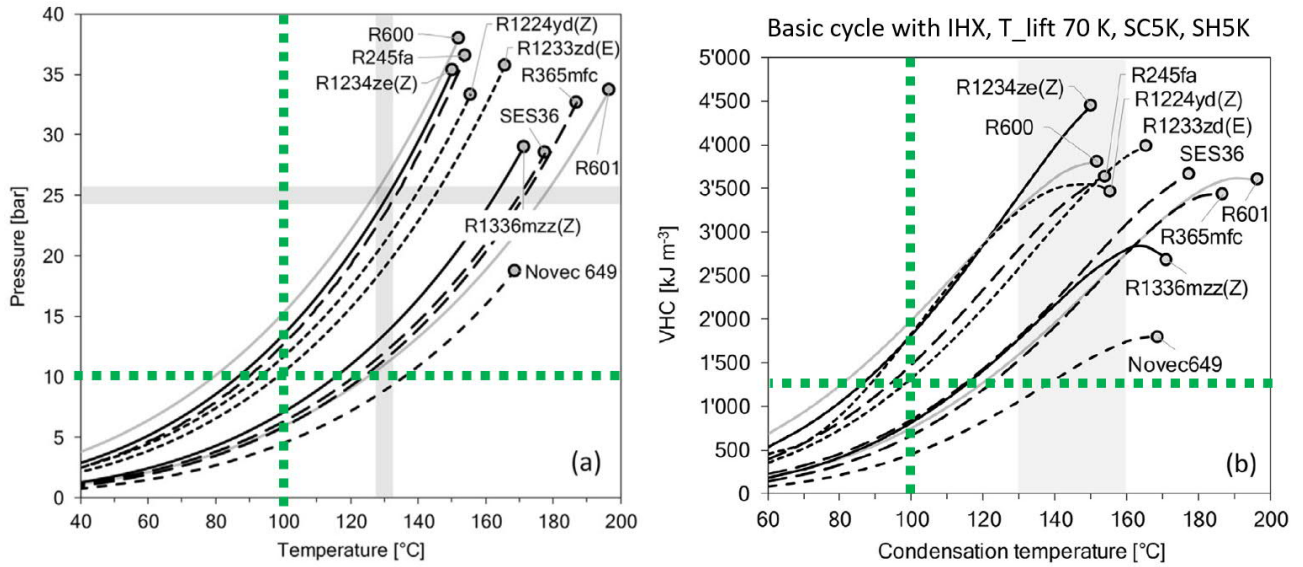 (a)
40
35
30
25
20
15
10
5
0
Pressure [bar]
R600
R245fa
R1234ze(Z)
R1224yd(Z)
R1233zd(E)
R365mfc
SES36
R601
R1336mzz(Z)
Novec 649
(a)
40
60
80
100
120
140
160
180
200
Temperature [°C]
Basic cycle with IHX, T_lift 70 K, SC5K, SH5K
5'000
4'500
4'000
3'500
3'000
2'500
2'000
1'500
1'000
500
0
VHC [kJ m-3]
R1234ze(Z)
R600
R245fa
R1224yd(Z)
R1233zd(E)
SES36
R601
R365mfc
R1336mzz(Z)
Novec649
(b)
60
80
100
120
140
160
180
200
Condensation temperature [°C]